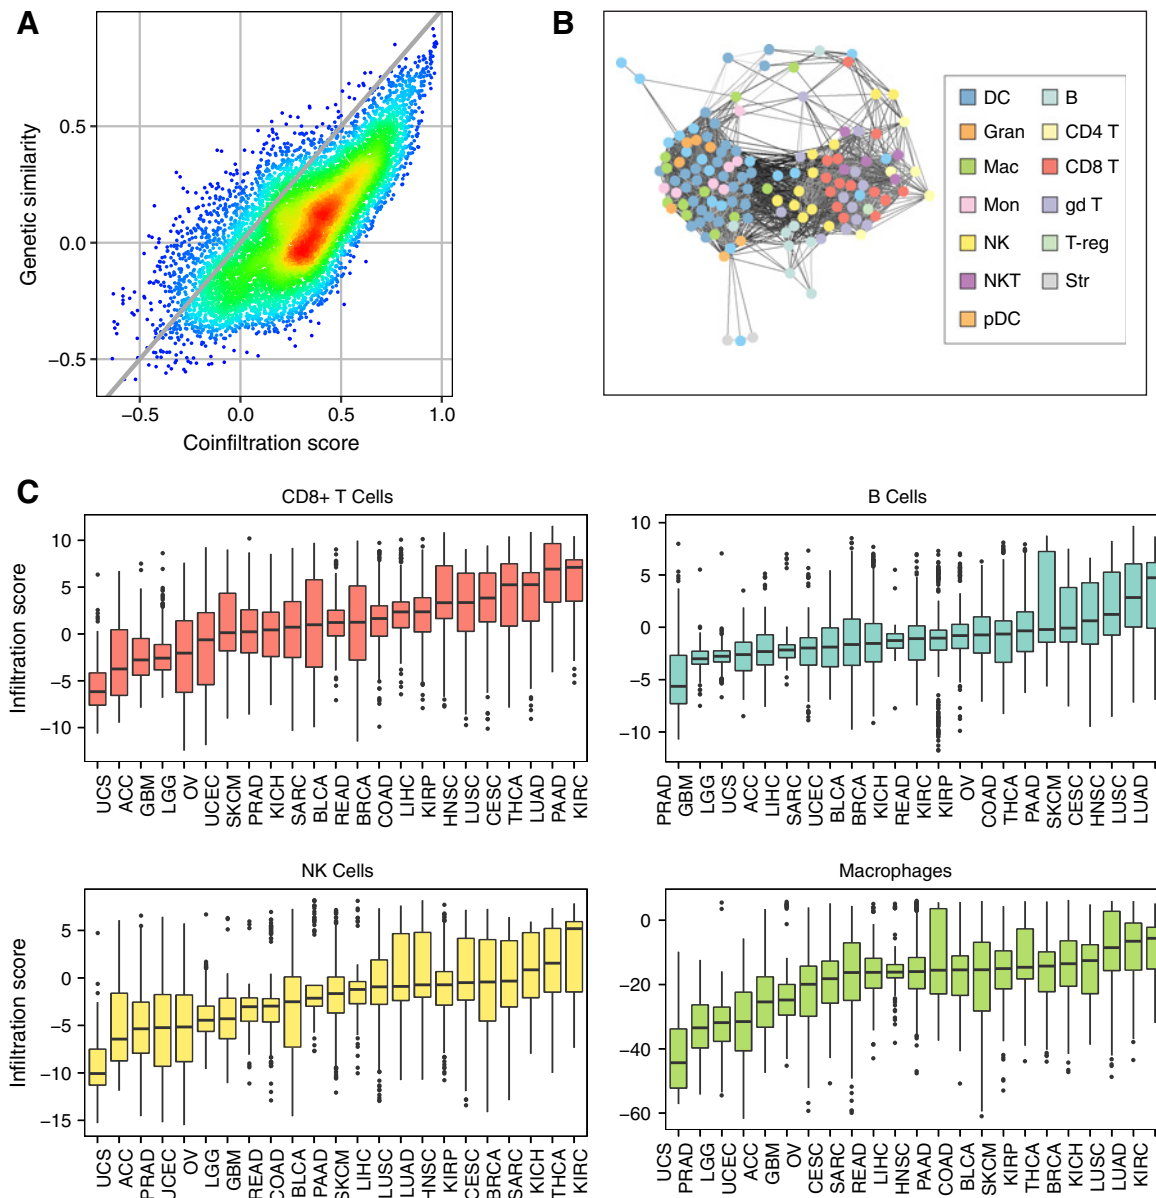 A
B
Genetic similarity
0.5
0.0
−0.5
−0.5
0.0
0.5
1.0
Coinfiltration score
DC
B
Gran
CD4 T
Mac
CD8 T
Mon
gd T
NK
T-reg
NKT
Str
pDC
C
CD8+ T Cells
Infiltration score
10
5
0
−5
−10
UCS ACC GBM LGG OV UCEC SKCM PRAD KICH SARC BLCA READ BRCA COAD LIHC KIRP HNSC LUSC CESC THCA LUAD PAAD KIRC
B Cells
10
5
0
−5
−10
PRAD GBM LGG UCS ACC LIHC SARC UCEC BLCA BRCA KICH READ KIRC KIRP OV COAD THCA PAAD SKCM CESC HNSC LUSC LUAD
NK Cells
Infiltration score
5
0
−5
−10
−15
UCS ACC PRAD UCEC OV LGG GBM READ COAD BLCA PAAD SKCM LIHC LUSC LUAD HNSC KIRP CESC BRCA SARC KICH THCA KIRC
Macrophages
0
−20
−40
−60
UCS PRAD LGG UCEC ACC GBM OV CESC SARC READ LIHC HNSC PAAD COAD BLCA SKCM KIRP THCA BRCA KICH LUSC LUAD KIRC